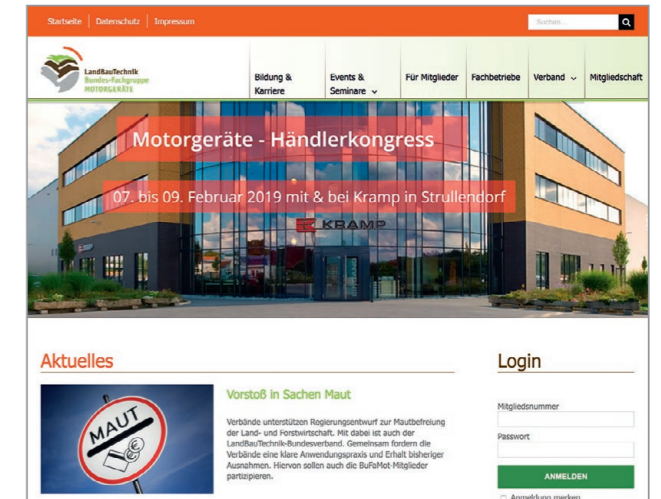 Startseite | Datenschutz | Impressum
Suchen...
LandBauTechnik
Bundes-Fachgruppe
MOTORGERÄTE
Bildung &
Karriere
Events &
Seminare
Für Mitglieder
Fachbetriebe
Verband
Mitgliedschaft
Motorgeräte - Händlerkongress
07. bis 09. Februar 2019 mit & bei Kramp in Strullendorf
KRAMP
Aktuelles
MAUT
Vorstoß in Sachen Maut
Verbände unterstützen Regierungsentwurf zur Mautbefreiung
der Land- und Forstwirtschaft. Mit dabei ist auch der
LandBauTechnik-Bundesverband. Gemeinsam fordern die
Verbände eine klare Anwendungspraxis und Erhalt bisheriger
Ausnahmen. Hiervon sollen auch die BuFaMot-Mitglieder
partizipieren.
Login
Mitgliedsnummer
Passwort
ANMELDEN
Anmeldung merken